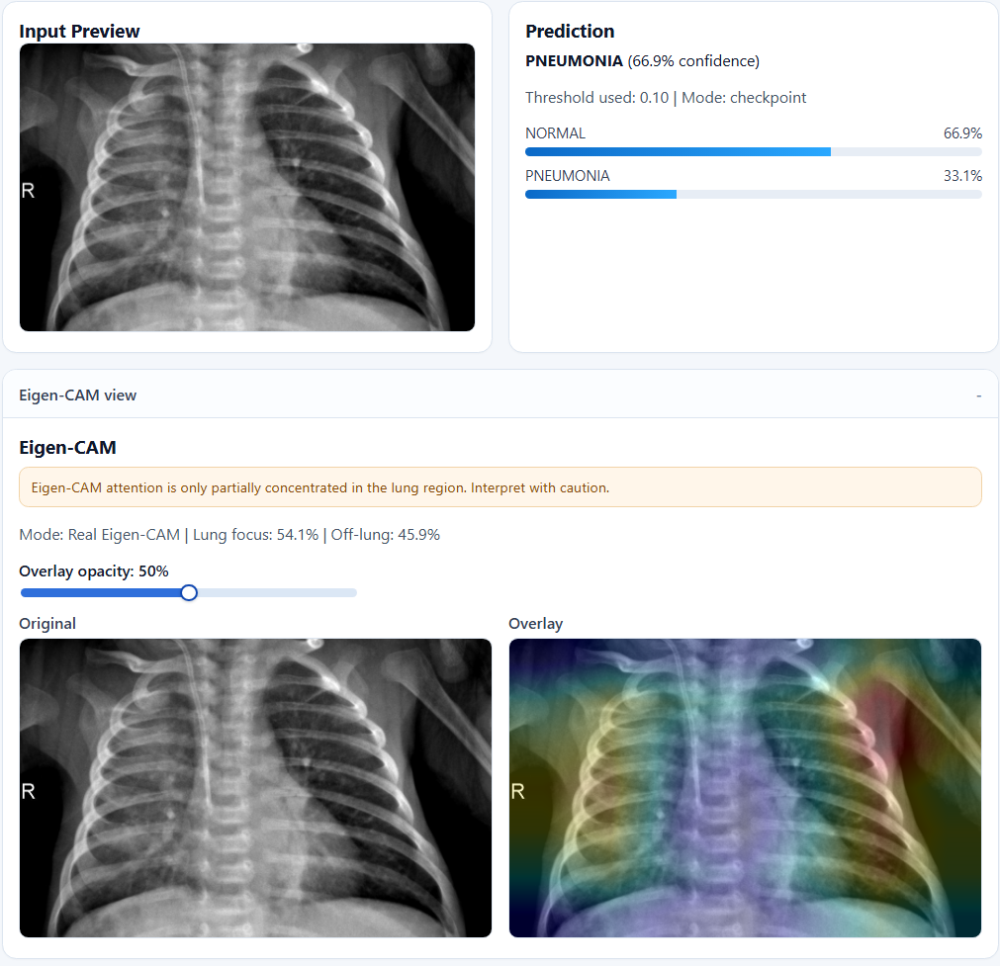 Input Preview
R
Prediction
PNEUMONIA (66.9% confidence)
Threshold used: 0.10 | Mode: checkpoint
NORMAL 66.9%
PNEUMONIA 33.1%
Eigen-CAM view -
Eigen-CAM
Eigen-CAM attention is only partially concentrated in the lung region. Interpret with caution.
Mode: Real Eigen-CAM | Lung focus: 54.1% | Off-lung: 45.9%
Overlay opacity: 50%
Original
R
Overlay
R